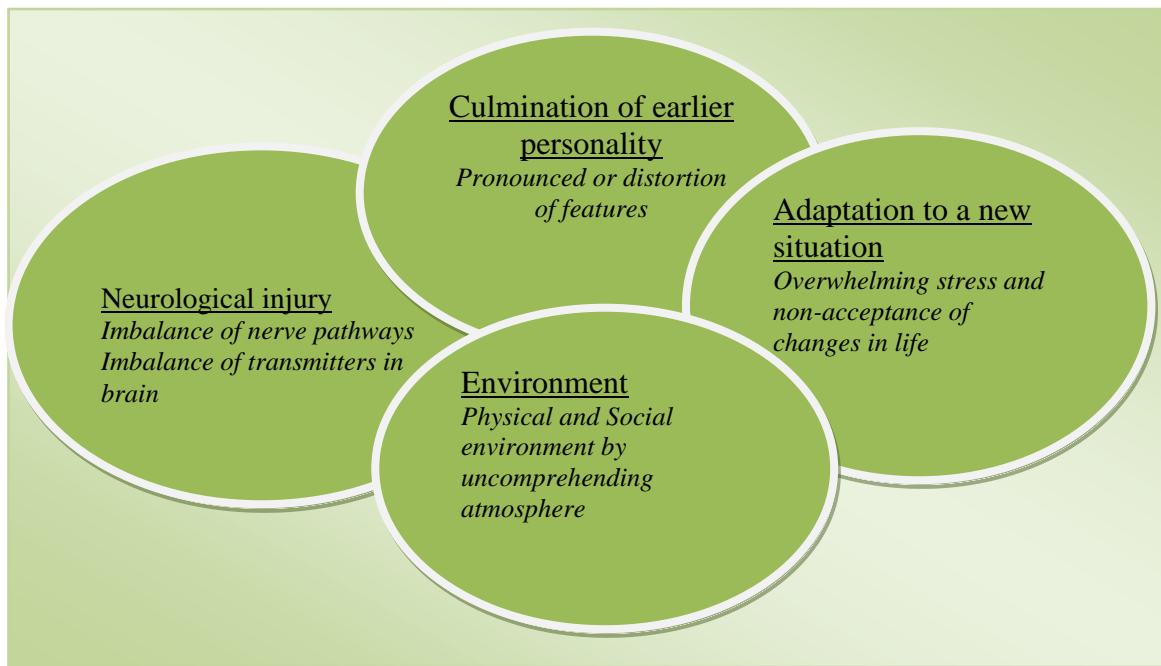 Culmination of earlier
personality
Pronounced or distortion
of features
Adaptation to a new
situation
Overwhelming stress and
non-acceptance of
changes in life
Neurological injury
Imbalance of nerve pathways
Imbalance of transmitters in
brain
Environment
Physical and Social
environment by
uncomprehending
atmosphere